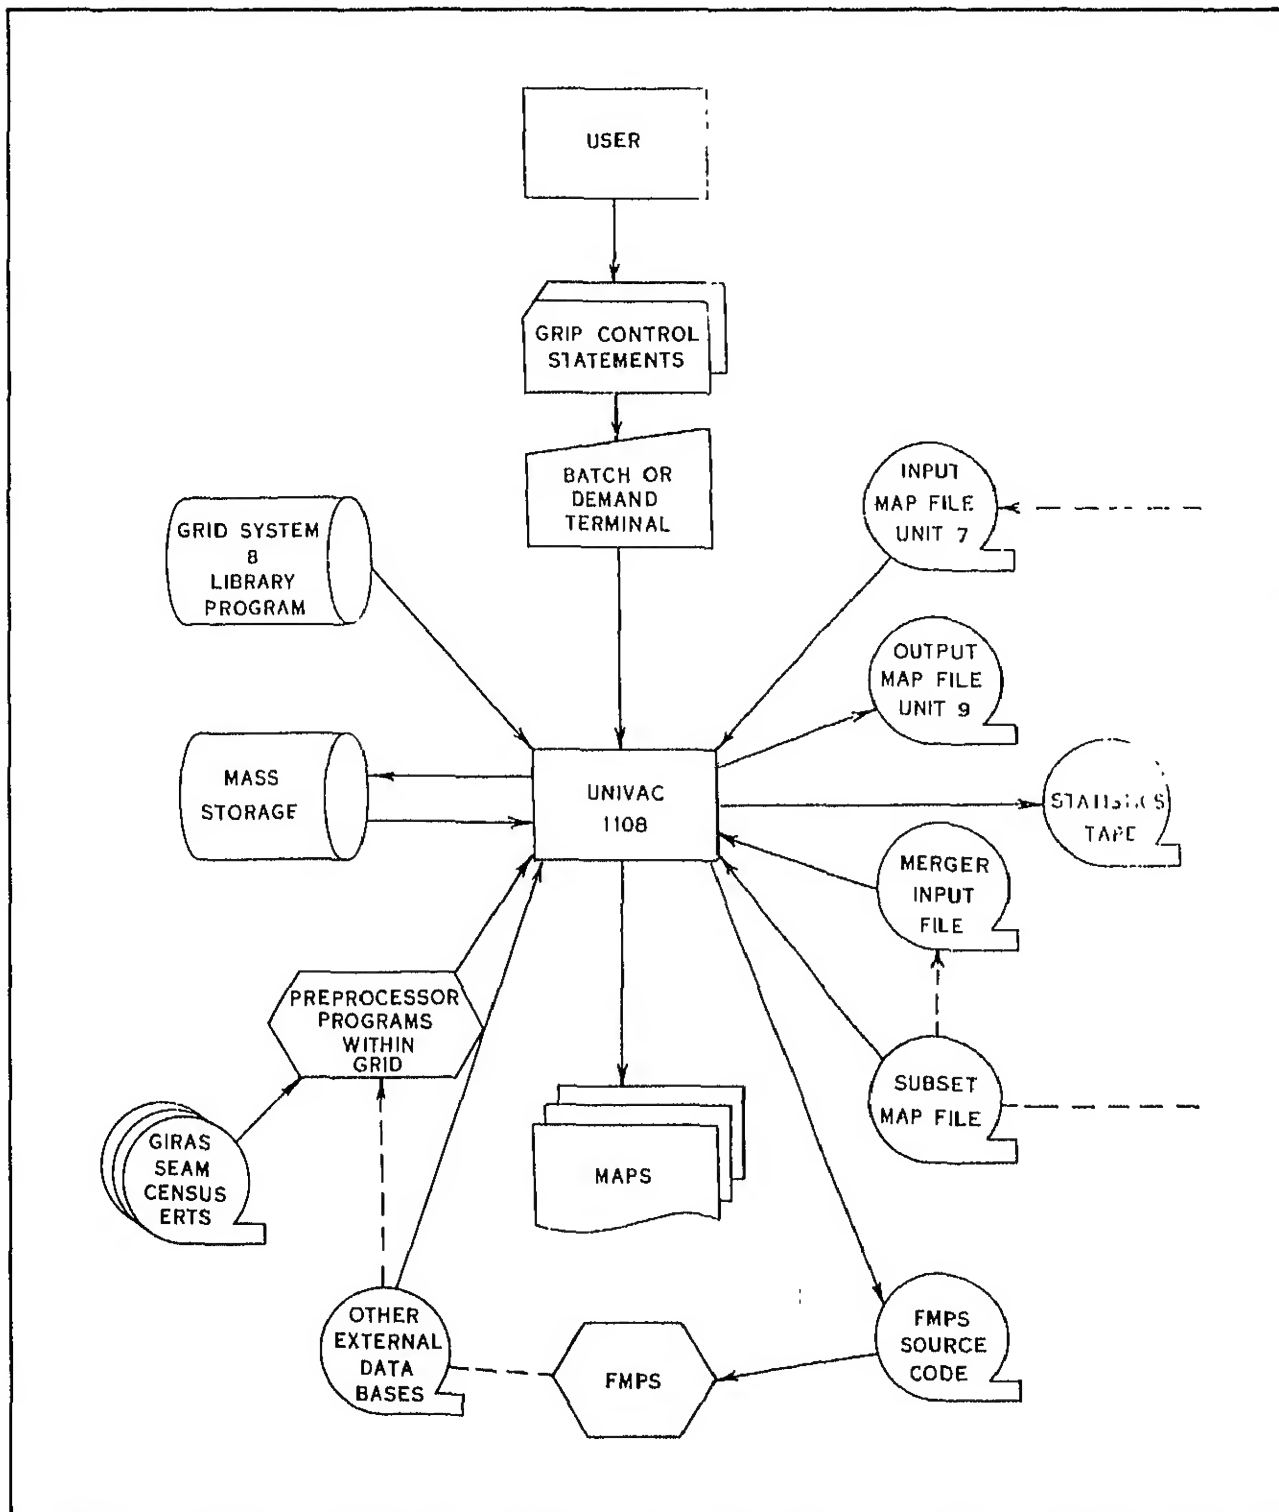 USER
GRIP CONTROL
STATEMENTS
BATCH OR
DEMAND
TERMINAL
INPUT
MAP FILE
UNIT 7
GRID SYSTEM
8
LIBRARY
PROGRAM
OUTPUT
MAP FILE
UNIT 9
MASS
STORAGE
UNIVAC
1108
STATISTICS
TAPE
MERGER
INPUT
FILE
PREPROCESSOR
PROGRAMS
WITHIN
GRID
SUBSET
MAP FILE
GIRAS
SEAM
CENSUS
ERTS
MAPS
OTHER
EXTERNAL
DATA
BASES
FMPS
FMPS
SOURCE
CODE